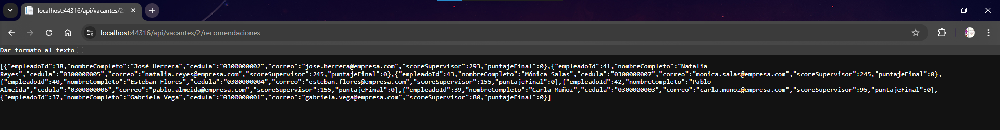 localhost:44316/api/vacantes/2
localhost:44316/api/vacantes/2/recomendaciones
Dar formato al texto
[{"empleadoId":38,"nombreCompleto":"José Herrera","cedula":"0300000002","correo":"jose.herrera@empresa.com","scoreSupervisor":293,"puntajeFinal":0},{"empleadoId":41,"nombreCompleto":"Natalia
Reyes","cedula":"0300000005","correo":"natalia.reyes@empresa.com","scoreSupervisor":245,"puntajeFinal":0},{"empleadoId":43,"nombreCompleto":"Mónica Salas","cedula":"0300000007","correo":"monica.salas@empresa.com","scoreSupervisor":245,"puntajeFinal":0},
{"empleadoId":40,"nombreCompleto":"Esteban Flores","cedula":"0300000004","correo":"esteban.flores@empresa.com","scoreSupervisor":155,"puntajeFinal":0},{"empleadoId":42,"nombreCompleto":"Pablo
Almeida","cedula":"0300000006","correo":"pablo.almeida@empresa.com","scoreSupervisor":155,"puntajeFinal":0},{"empleadoId":39,"nombreCompleto":"Carla Muñoz","cedula":"0300000003","correo":"carla.munoz@empresa.com","scoreSupervisor":95,"puntajeFinal":0},
{"empleadoId":37,"nombreCompleto":"Gabriela Vega","cedula":"0300000001","correo":"gabriela.vega@empresa.com","scoreSupervisor":80,"puntajeFinal":0}]